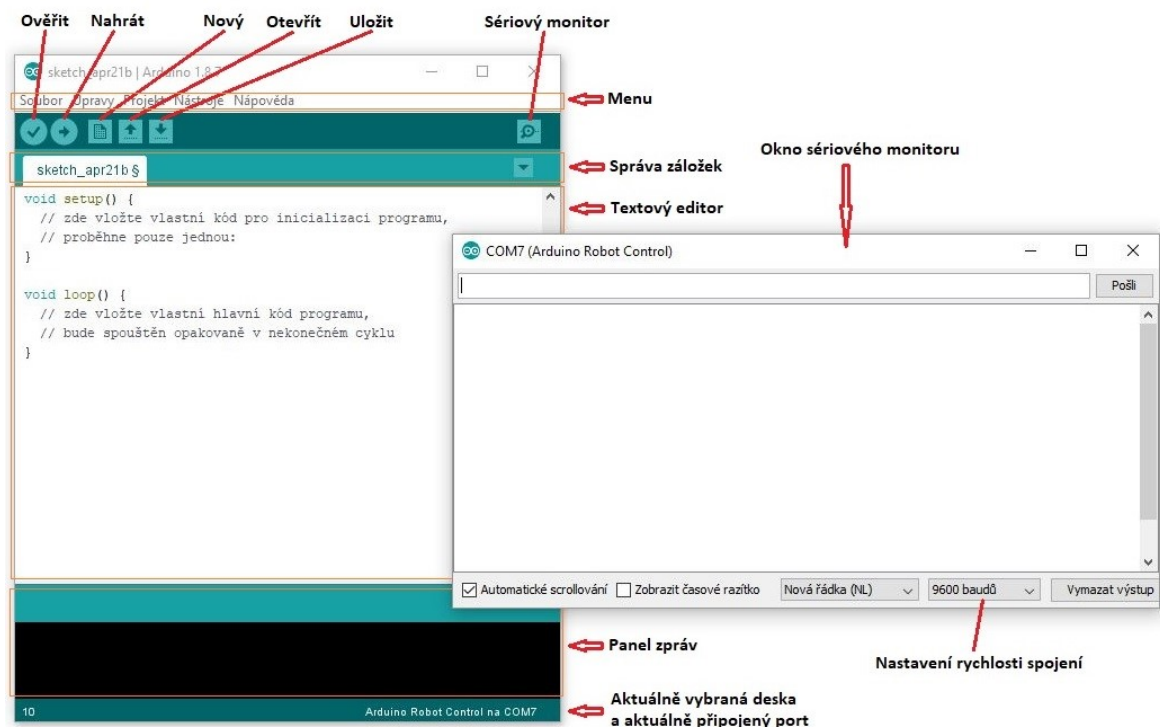 Ověřit Nahrát Nový Otevřít Uložit Sériový monitor
sketch_apr21b | Arduino 1.8.7
Soubor Úpravy Projekt Nástroje Nápověda
Menu
sketch_apr21b §
Správa záložek
Textový editor
void setup() {
// zde vložte vlastní kód pro inicializaci programu,
// proběhne pouze jednou:
}
void loop() {
// zde vložte vlastní hlavní kód programu,
// bude spouštěn opakovaně v nekonečném cyklu
}
Okno sériového monitoru
COM7 (Arduino Robot Control)
Pošli
Automatické scrollování Zobrazit časové razítko Nová řádka (NL) 9600 baudů Vymazat výstup
Nastavení rychlosti spojení
Panel zpráv
10 Arduino Robot Control na COM7
Aktuálně vybraná deska
a aktuálně připojený port